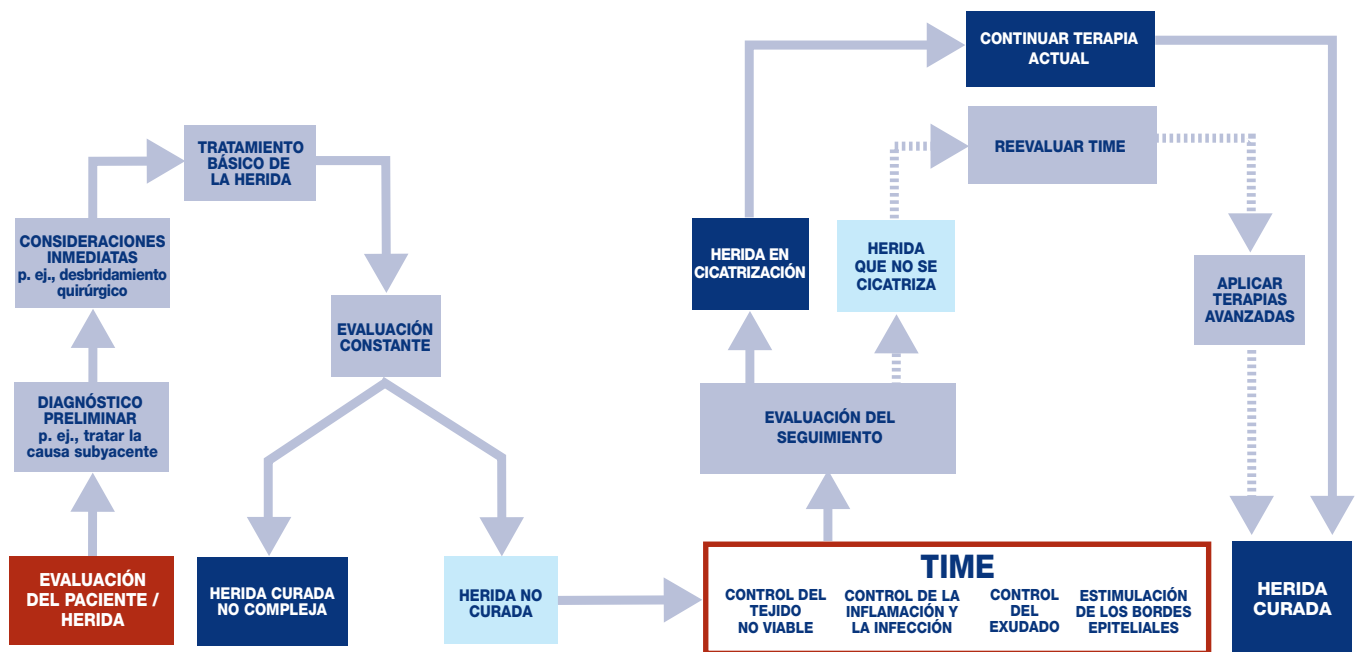 EVALUACIÓN
DEL PACIENTE /
HERIDA
DIAGNÓSTICO
PRELIMINAR
p. ej., tratar la
causa subyacente
CONSIDERACIONES
INMEDIATAS
p. ej., desbridamiento
quirúrgico
TRATAMIENTO
BÁSICO DE
LA HERIDA
EVALUACIÓN
CONSTANTE
HERIDA CURADA
NO COMPLEJA
HERIDA NO
CURADA
TIME
CONTROL DEL
TEJIDO
NO VIABLE
CONTROL DE LA
INFLAMACIÓN Y
LA INFECCIÓN
CONTROL
DEL
EXUDADO
ESTIMULACIÓN
DE LOS BORDES
EPITELIALES
EVALUACIÓN DEL
SEGUIMIENTO
HERIDA EN
CICATRIZACIÓN
HERIDA
QUE NO SE
CICATRIZA
CONTINUAR TERAPIA
ACTUAL
REEVALUAR TIME
APLICAR
TERAPIAS
AVANZADAS
HERIDA
CURADA